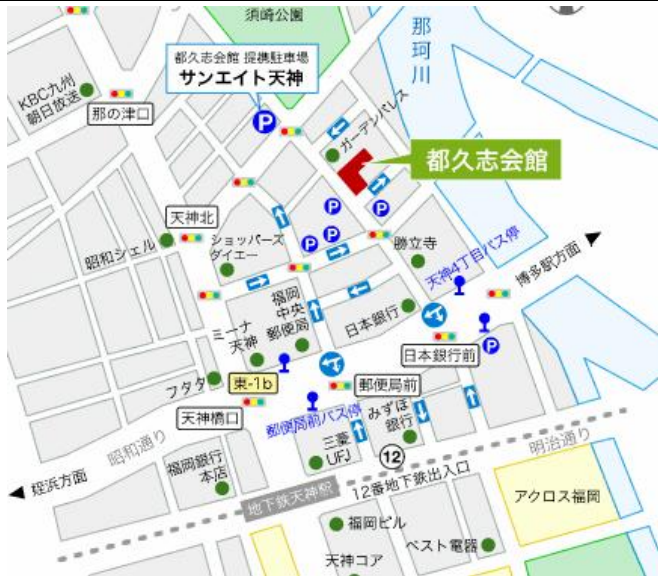 須崎公園
那珂川
都久志会館 提携駐車場
サンエイト天神
KBC九州
朝日放送
那の津口
P
ガーデンパレス
都久志会館
天神北
P
P
P
P
昭和シェル
ショッパーズ
ダイエー
勝立寺
天神4丁目バス停
博多駅方面
福岡
中央
郵便局
日本銀行
ミーナ
天神
日本銀行前
P
フタタ
東-1b
郵便局前
天神橋口
郵便局前バス停
みずほ
銀行
昭和通り
三菱
UFJ
明治通り
姪浜方面
福岡銀行
本店
12
12番地下鉄出入口
地下鉄天神駅
アクロス福岡
福岡ビル
ベスト電器
天神コア